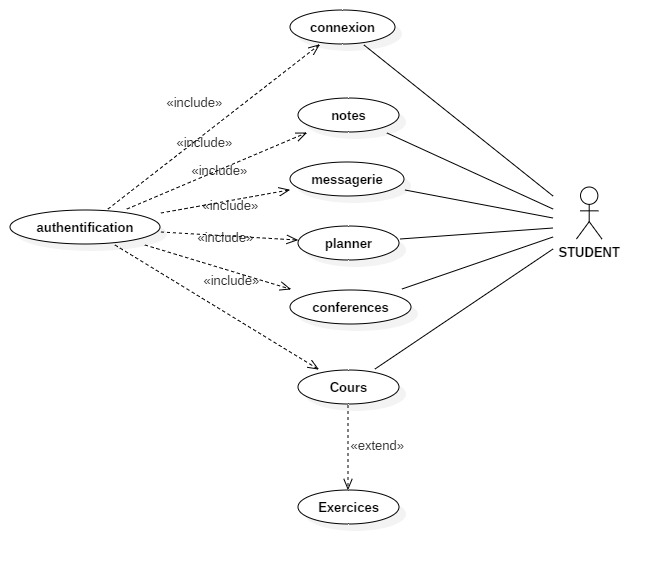 connexion
«include»
notes
«include»
«include»
messagerie
«include»
authentification
«include»
planner
STUDENT
«include»
conferences
Cours
«extend»
Exercices